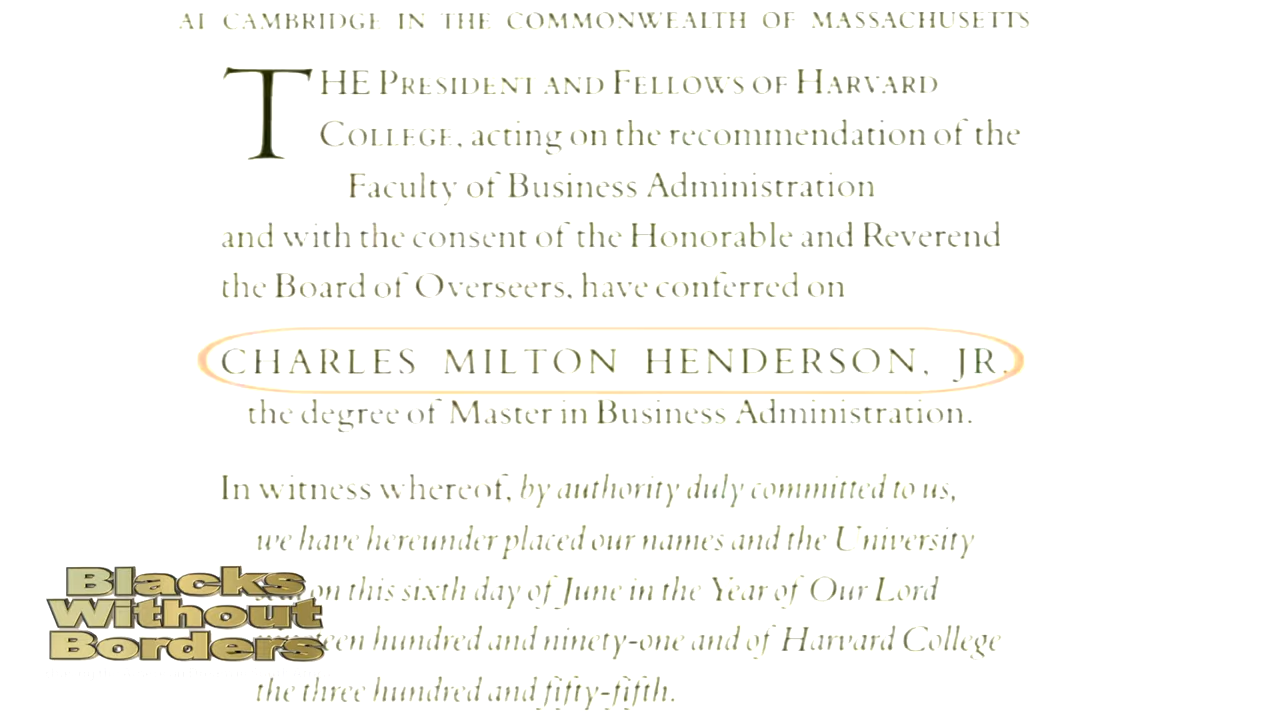 AT CAMBRIDGE IN THE COMMONWEALTH OF MASSACHUSETTS
THE PRESIDENT AND FELLOWS OF HARVARD
COLLEGE, acting on the recommendation of the
Faculty of Business Administration
and with the consent of the Honorable and Reverend
the Board of Overseers, have conferred on
CHARLES MILTON HENDERSON, JR.
the degree of Master in Business Administration.
In witness whereof, by authority duly committed to us,
we have hereunder placed our names and the University
on this sixth day of June in the Year of Our Lord
nineteen hundred and ninety-one and of Harvard College
the three hundred and fifty-fifth.
Blacks
Without
Borders